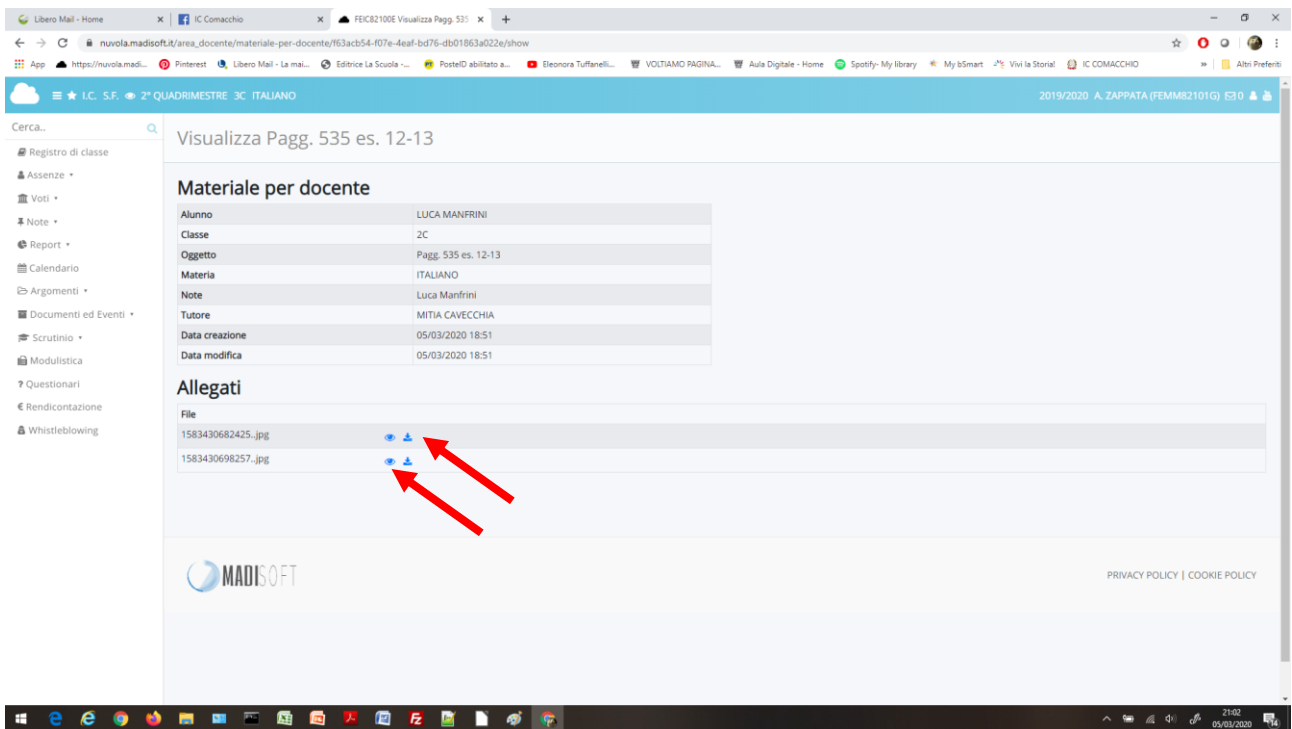 Libero Mail - Home
IC Comacchio
FEIC82100E Visualizza Pagg. 535
nuvola.madisoft.it/area_docente/materiale-per-docente/f63acb54-f07e-4eaf-bd76-db01863a022e/show
App https://nuvola.madi... Pinterest Libero Mail - La mai... Editrice La Scuola -... PosteID abilitato a... Eleonora Tuffanelli... VOLTIAMO PAGINA... Aula Digitale - Home Spotify- My library My bSmart Vivi la Storia! IC COMACCHIO » Altri Preferiti
I.C. S.F. 2° QUADRIMESTRE 3C ITALIANO
2019/2020 A. ZAPPATA (FEMM82101G) 0
Cerca..
Registro di classe
Assenze
Voti
Note
Report
Calendario
Argomenti
Documenti ed Eventi
Scrutinio
Modulistica
? Questionari
€ Rendicontazione
Whistleblowing
Visualizza Pagg. 535 es. 12-13
Materiale per docente
Alunno LUCA MANFRINI
Classe 2C
Oggetto Pagg. 535 es. 12-13
Materia ITALIANO
Note Luca Manfrini
Tutore MITIA CAVECCHIA
Data creazione 05/03/2020 18:51
Data modifica 05/03/2020 18:51
Allegati
File
1583430682425..jpg
1583430698257..jpg
MADISOFT
PRIVACY POLICY | COOKIE POLICY
21:02
05/03/2020